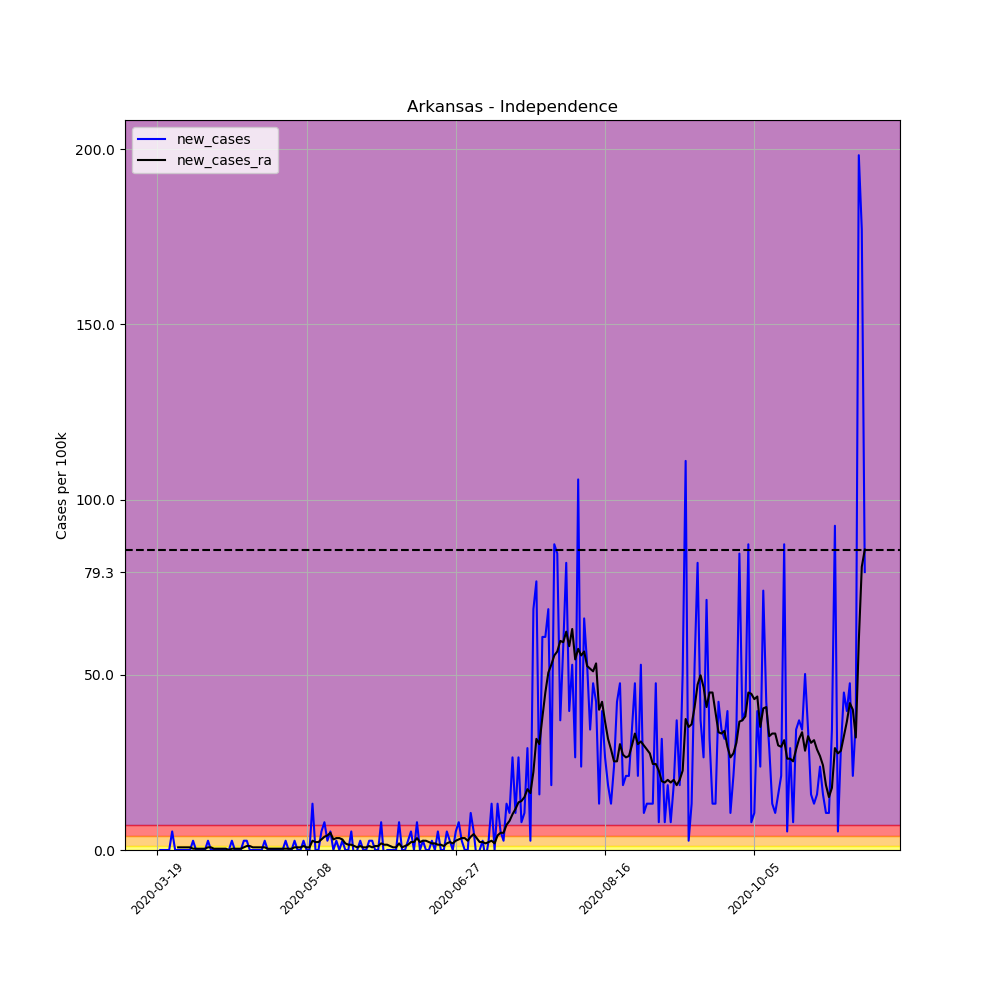 Arkansas - Independence
new_cases
new_cases_ra
Cases per 100k
200.0
150.0
100.0
79.3
50.0
0.0
2020-03-19
2020-05-08
2020-06-27
2020-08-16
2020-10-05